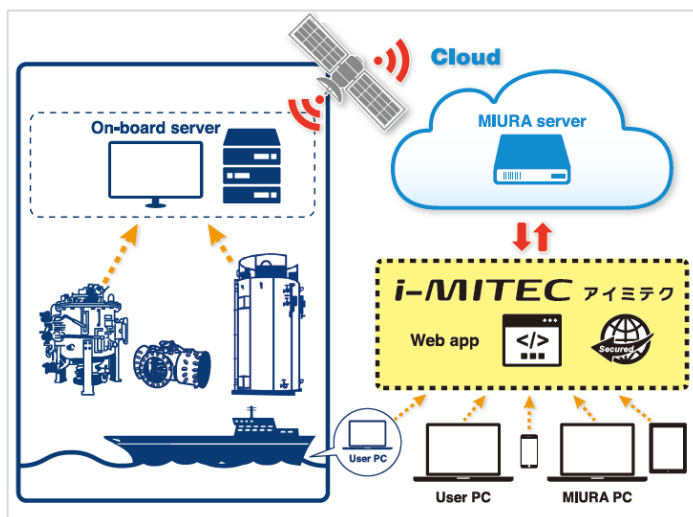 Cloud
On-board server
MIURA server
i-MITEC アイミテク
Web app
</>
Secured
User PC
User PC
MIURA PC